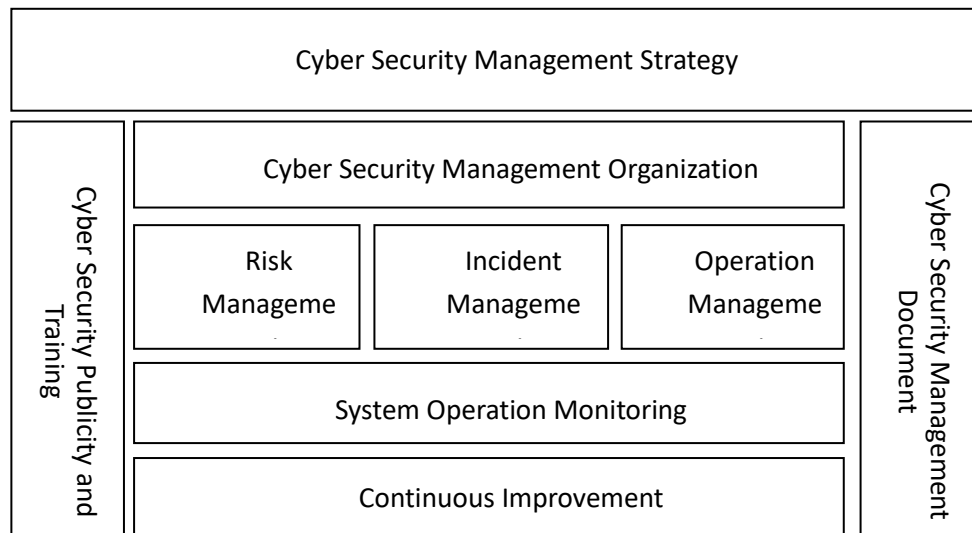 Cyber Security Management Strategy
Cyber Security Management Organization
Cyber Security Publicity and
Training
Risk
Manageme
Incident
Manageme
Operation
Manageme
Cyber Security Management
Document
System Operation Monitoring
Continuous Improvement